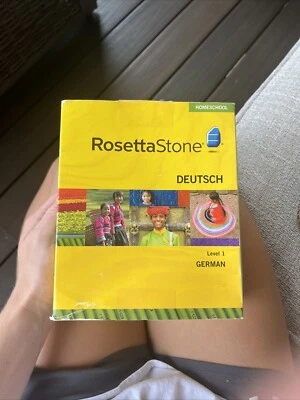 HOMESCHOOL
RosettaStone
DEUTSCH
Level 1
GERMAN